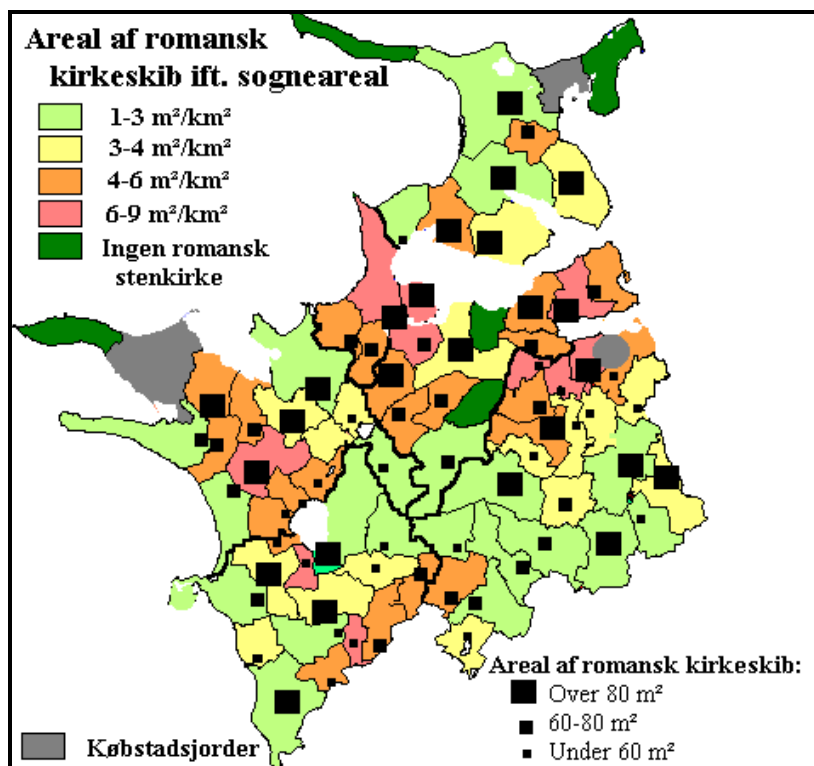 Areal af romansk
kirkeskib ift. sogneareal
1-3 m²/km²
3-4 m²/km²
4-6 m²/km²
6-9 m²/km²
Ingen romansk
stenkirke
Areal af romansk kirkeskib:
Over 80 m²
60-80 m²
Under 60 m²
Købstadsjorder